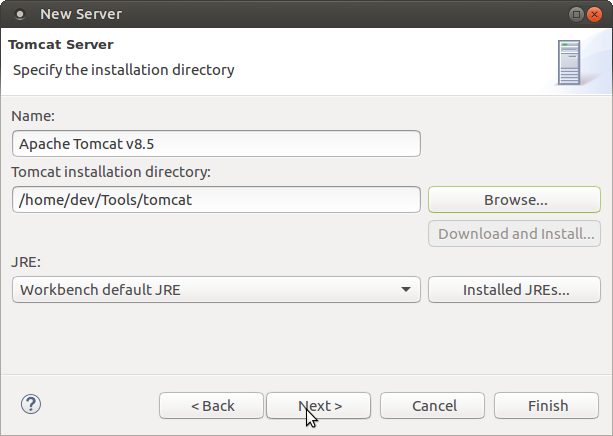 New Server
Tomcat Server
Specify the installation directory
Name:
Apache Tomcat v8.5
Tomcat installation directory:
/home/dev/Tools/tomcat
Browse...
Download and Install...
JRE:
Workbench default JRE
Installed JREs...
?
< Back
Next >
Cancel
Finish